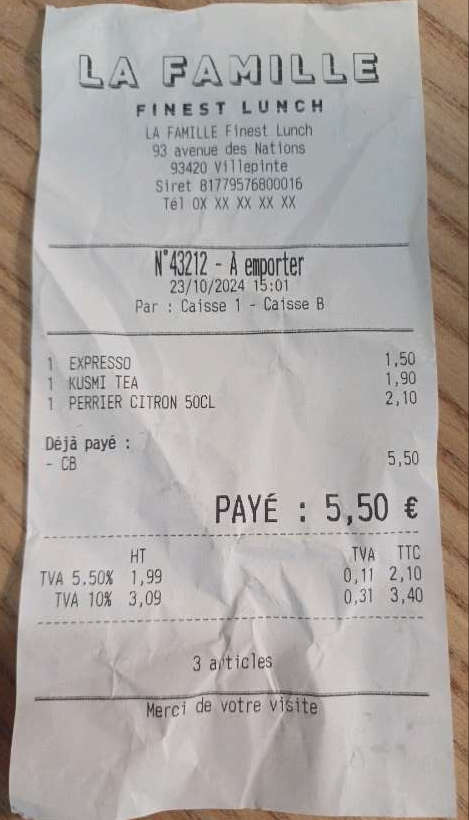 LA FAMILLE
FINEST LUNCH
LA FAMILLE Finest Lunch
93 avenue des Nations
93420 Villepinte
Siret 81779576800016
Tél 0X XX XX XX XX
N°43212 - À emporter
23/10/2024 15:01
Par : Caisse 1 - Caisse B
1 EXPRESSO 1,50
1 KUSMI TEA 1,90
1 PERRIER CITRON 50CL 2,10
Déjà payé :
- CB 5,50
PAYÉ : 5,50 €
HT TVA TTC
TVA 5.50% 1,99 0,11 2,10
TVA 10% 3,09 0,31 3,40
3 articles
Merci de votre visite